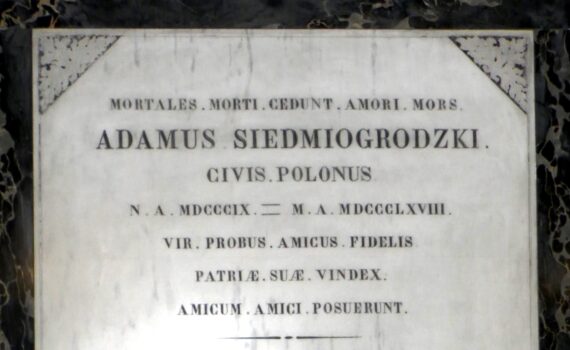 MORTALES . MORTI . CEDUNT . AMORI . MORS .
ADAMUS SIEDMIOGRODZKI .
CIVIS . POLONUS
N . A . MDCCCIX . = M . A . MDCCCLXVIII .
VIR . PROBUS . AMICUS . FIDELIS
PATRIÆ . SUÆ . VINDEX .
AMICUM . AMICI . POSUERUNT .